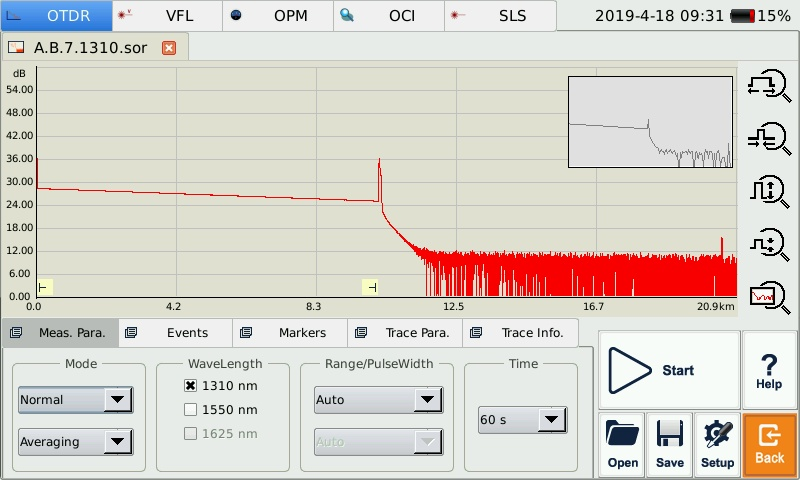 OTDR VFL OPM OCI SLS 2019-4-18 09:31 15%
A.B.7.1310.sor
dB
54.00
48.00
42.00
36.00
30.00
24.00
18.00
12.00
6.00
0.00
0.0 4.2 8.3 12.5 16.7 20.9km
Meas. Para. Events Markers Trace Para. Trace Info.
Mode WaveLength Range/PulseWidth Time
Normal 1310 nm Auto 60 s
1550 nm
Averaging 1625 nm Auto
Start Help
Open Save Setup Back